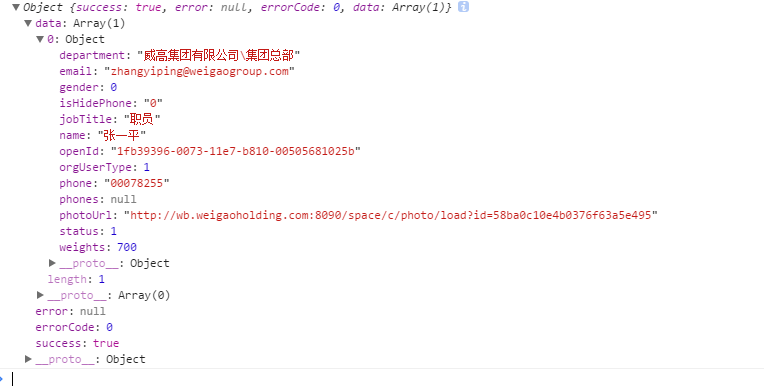 Object {success: true, error: null, errorCode: 0, data: Array(1)} i
data: Array(1)
0: Object
department: "威高集团有限公司\集团总部"
email: "zhangyiping@weigaogroup.com"
gender: 0
isHidePhone: "0"
jobTitle: "职员"
name: "张一平"
openId: "1fb39396-0073-11e7-b810-00505681025b"
orgUserType: 1
phone: "00078255"
phones: null
photoUrl: "http://wb.weigaoholding.com:8090/space/c/photo/load?id=58ba0c10e4b0376f63a5e495"
status: 1
weights: 700
__proto__: Object
length: 1
__proto__: Array(0)
error: null
errorCode: 0
success: true
__proto__: Object